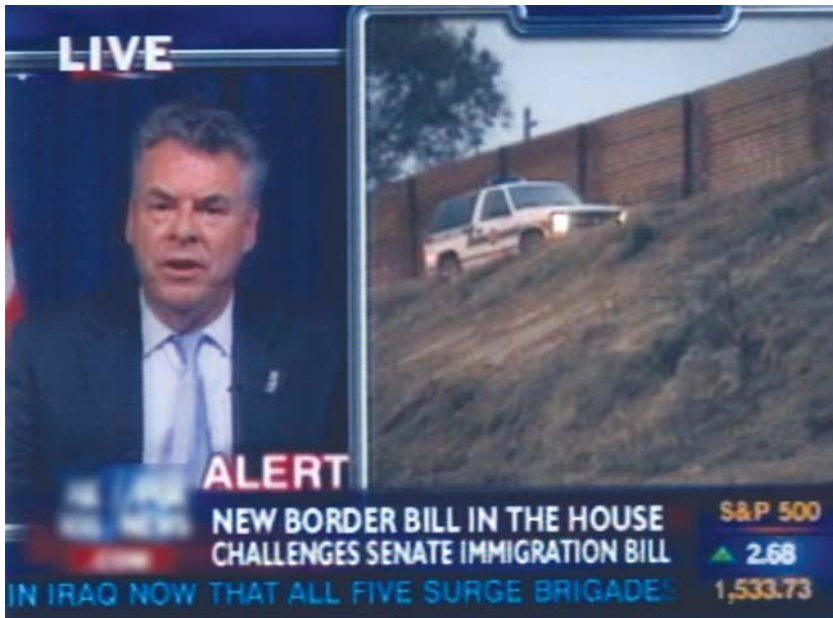 LIVE
ALERT
NEW BORDER BILL IN THE HOUSE
CHALLENGES SENATE IMMIGRATION BILL
S&P 500
2.68
1,533.73
IN IRAQ NOW THAT ALL FIVE SURGE BRIGADES